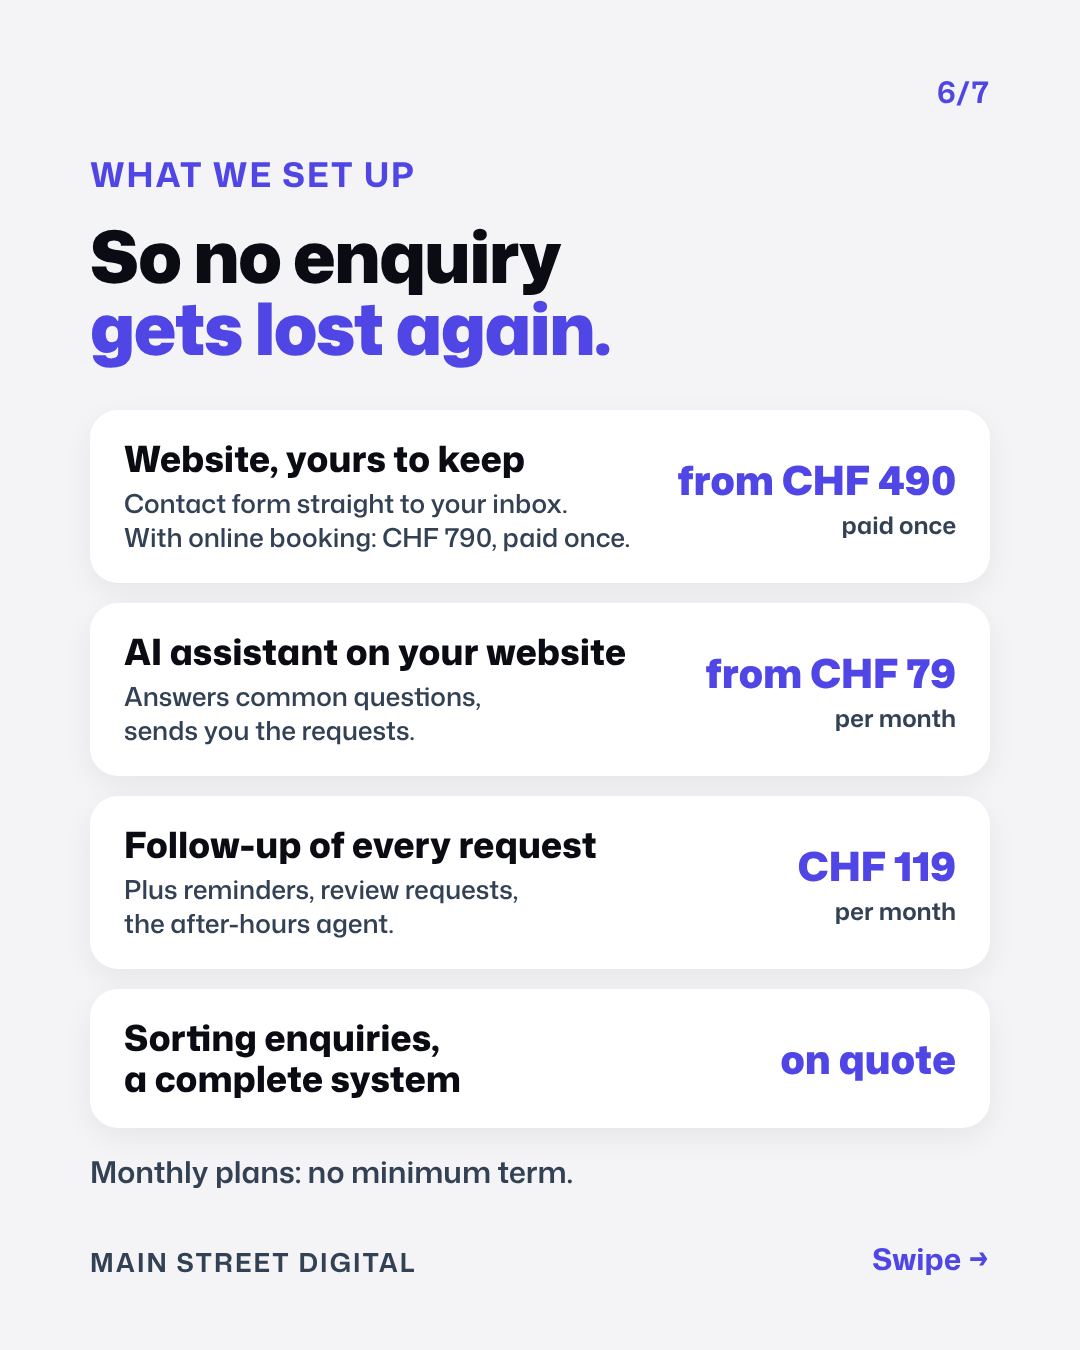 6/7
WHAT WE SET UP
So no enquiry
gets lost again.
Website, yours to keep
Contact form straight to your inbox.
With online booking: CHF 790, paid once.
from CHF 490
paid once
AI assistant on your website
Answers common questions,
sends you the requests.
from CHF 79
per month
Follow-up of every request
Plus reminders, review requests,
the after-hours agent.
CHF 119
per month
Sorting enquiries,
a complete system
on quote
Monthly plans: no minimum term.
MAIN STREET DIGITAL
Swipe →